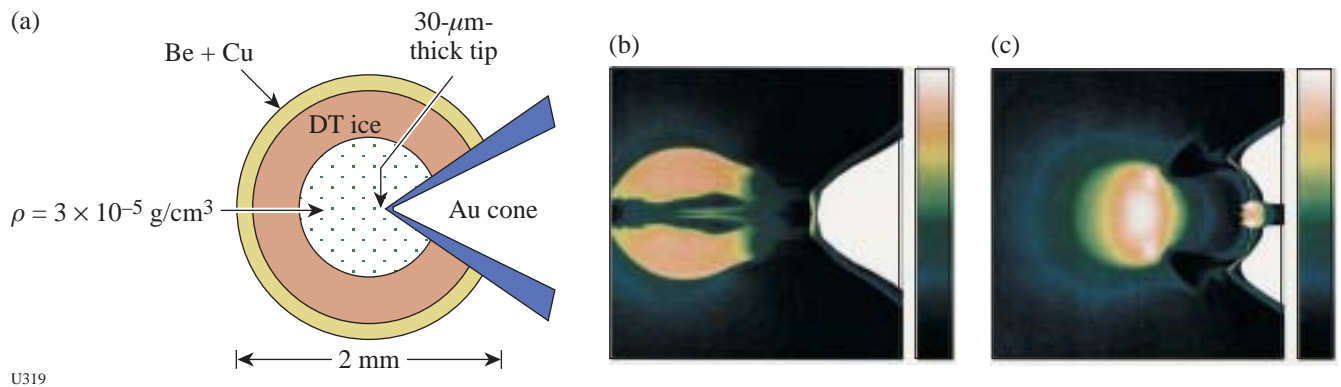 (a)
30-μm-
thick tip
Be + Cu
DT ice
ρ = 3 × 10–5 g/cm3
Au cone
2 mm
U319
(b)
(c)